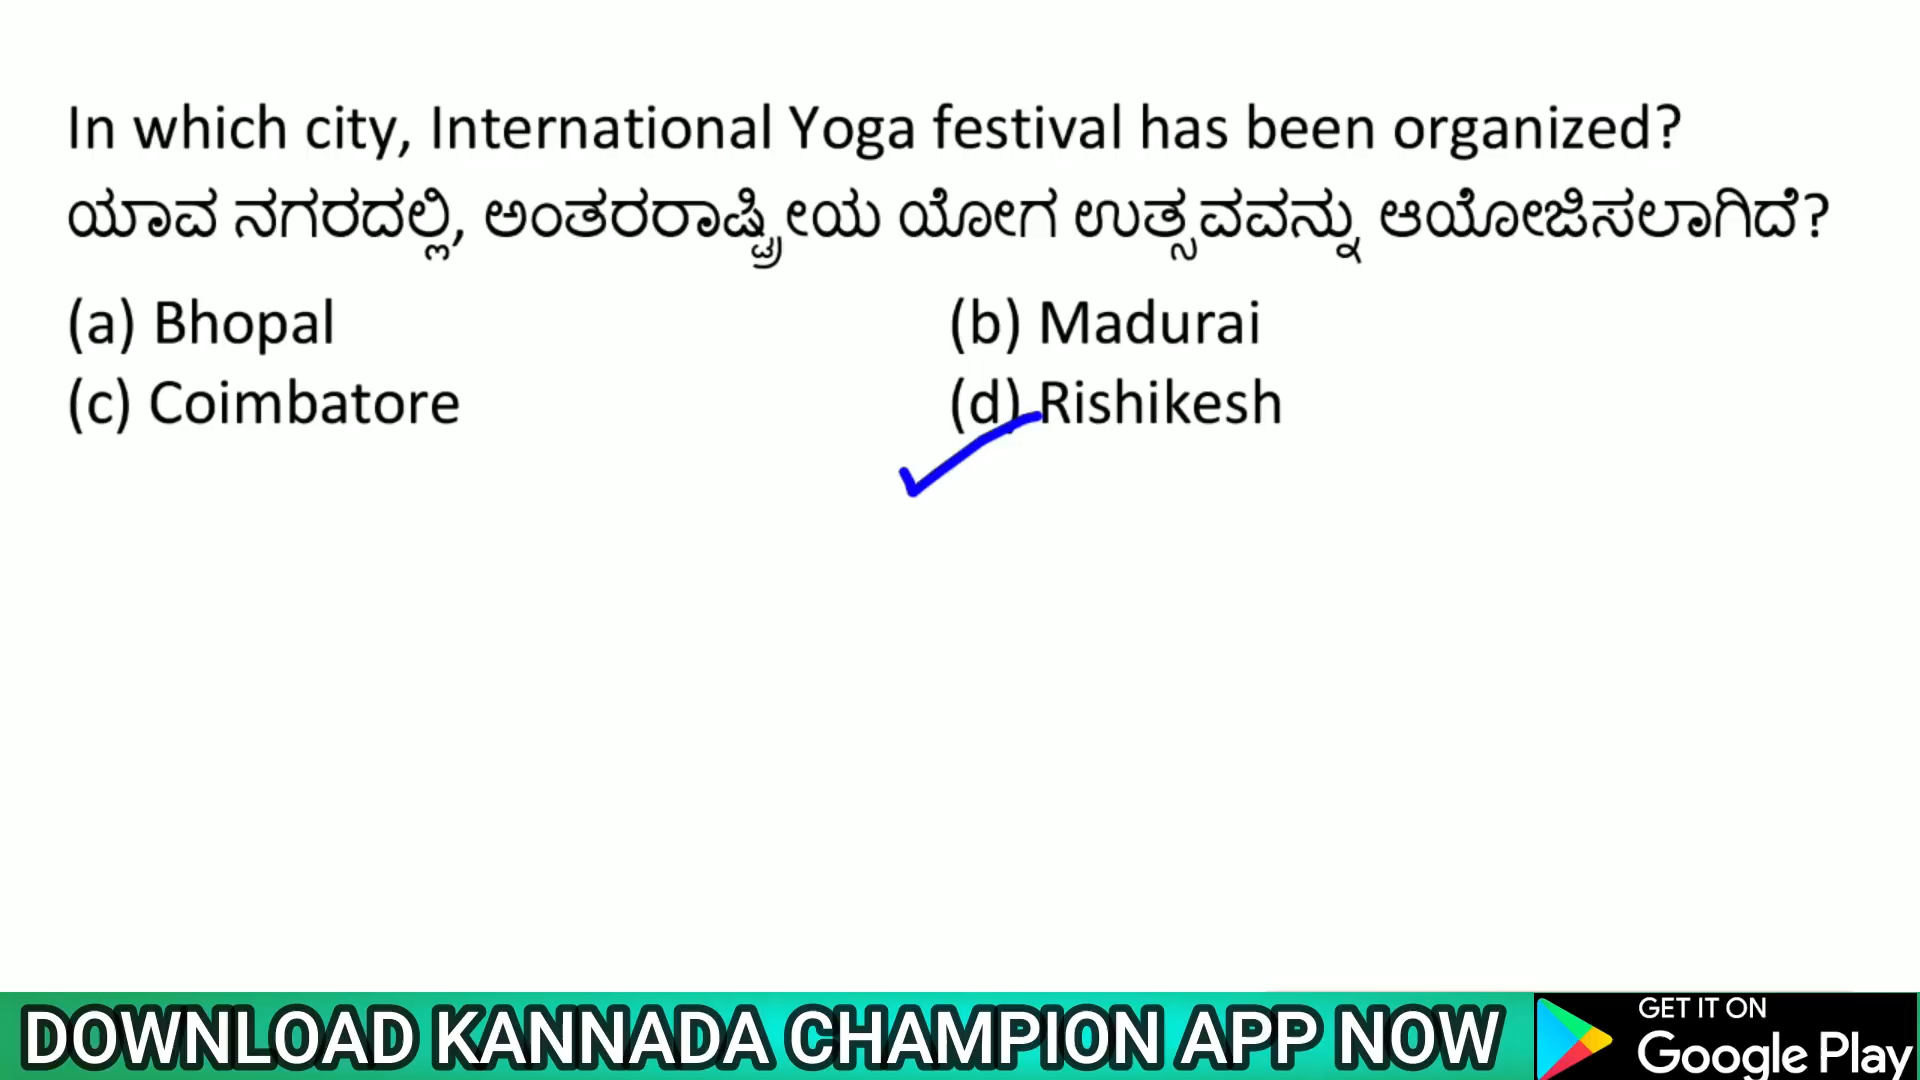 In which city, International Yoga festival has been organized?
ಯಾವ ನಗರದಲ್ಲಿ, ಅಂತರರಾಷ್ಟ್ರೀಯ ಯೋಗ ಉತ್ಸವವನ್ನು ಆಯೋಜಿಸಲಾಗಿದೆ?
(a) Bhopal (b) Madurai
(c) Coimbatore (d) Rishikesh
DOWNLOAD KANNADA CHAMPION APP NOW
GET IT ON
Google Play